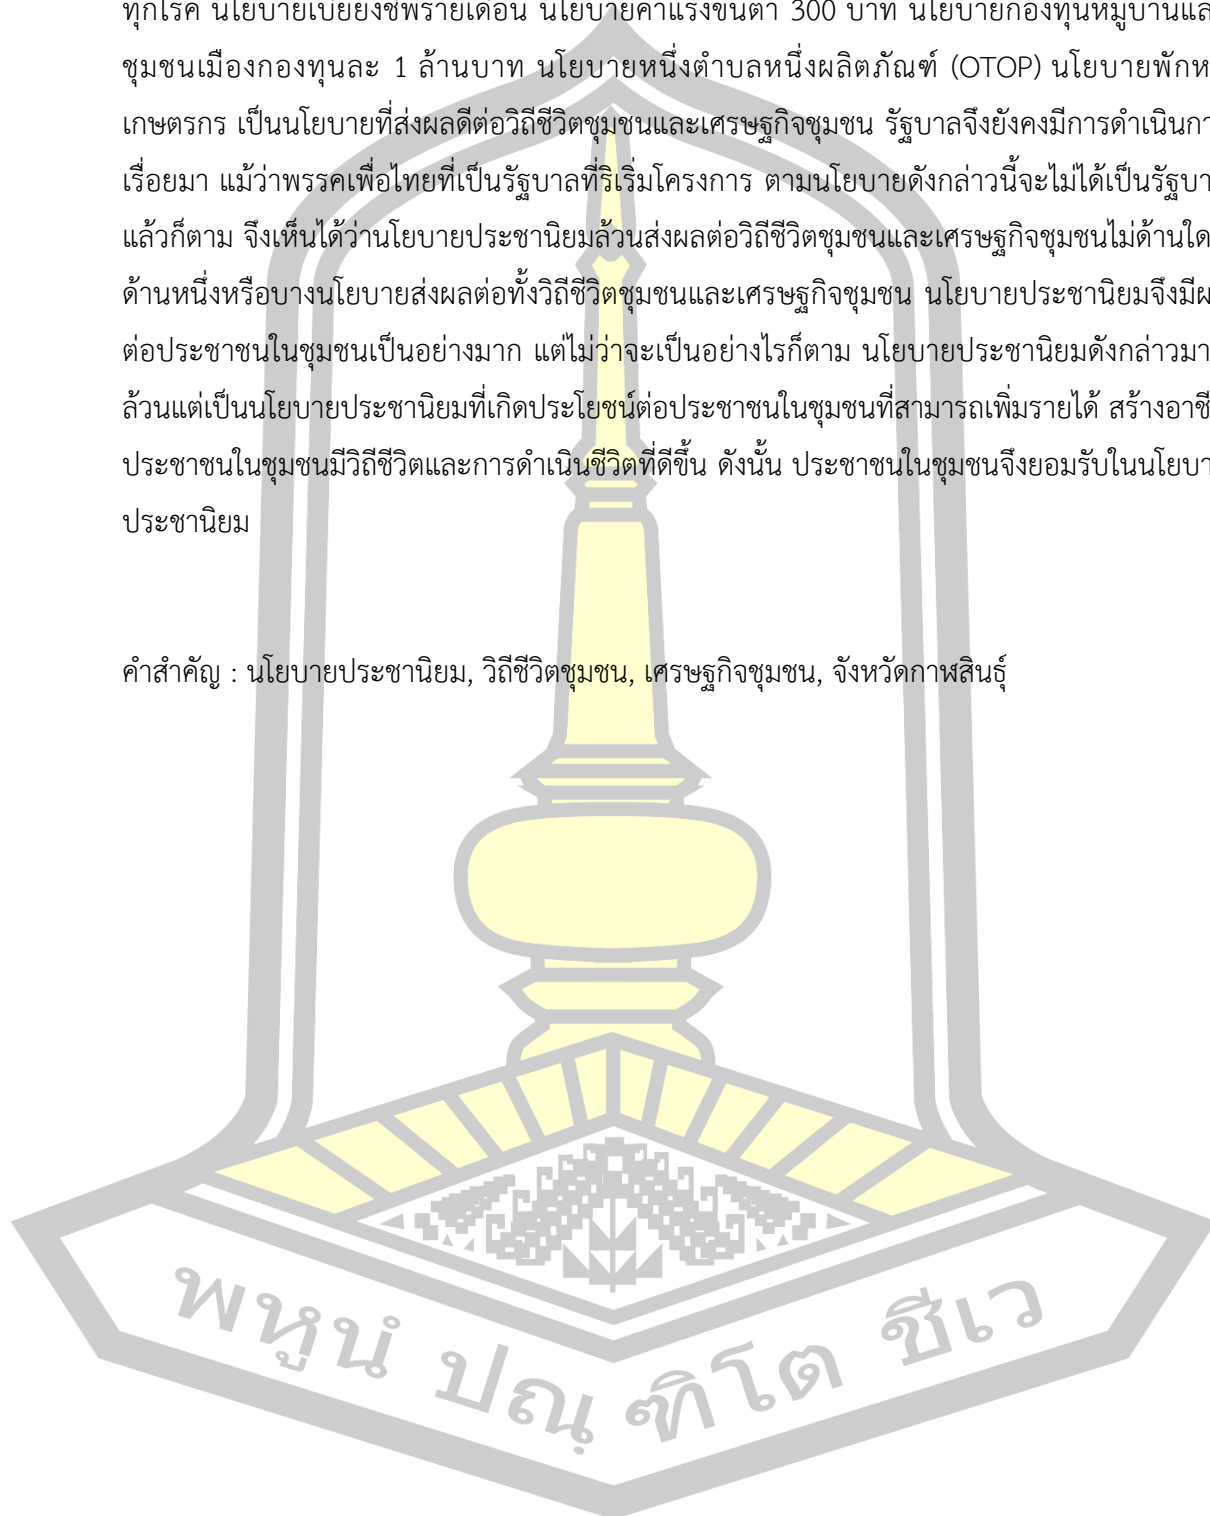 ทุกโรค นโยบายเบี้ยยังชีพรายเดือน นโยบายค่าแรงขั้นต่ำ 300 บาท นโยบายกองทุนหมู่บ้านและ
ชุมชนเมืองกองทุนละ 1 ล้านบาท นโยบายหนึ่งตำบลหนึ่งผลิตภัณฑ์ (OTOP) นโยบายพักห
เกษตรกร เป็นนโยบายที่ส่งผลดีต่อวิถีชีวิตชุมชนและเศรษฐกิจชุมชน รัฐบาลจึงยังคงมีการดำเนินกา
เรื่อยมา แม้ว่าพรรคเพื่อไทยที่เป็นรัฐบาลที่ริเริ่มโครงการ ตามนโยบายดังกล่าวนี้จะไม่ได้เป็นรัฐบา
แล้วก็ตาม จึงเห็นได้ว่านโยบายประชานิยมล้วนส่งผลต่อวิถีชีวิตชุมชนและเศรษฐกิจชุมชนไม่ด้านใด
ด้านหนึ่งหรือบางนโยบายส่งผลต่อทั้งวิถีชีวิตชุมชนและเศรษฐกิจชุมชน นโยบายประชานิยมจึงมีผ
ต่อประชาชนในชุมชนเป็นอย่างมาก แต่ไม่ว่าจะเป็นอย่างไรก็ตาม นโยบายประชานิยมดังกล่าวมา
ล้วนแต่เป็นนโยบายประชานิยมที่เกิดประโยชน์ต่อประชาชนในชุมชนที่สามารถเพิ่มรายได้ สร้างอาชี
ประชาชนในชุมชนมีวิถีชีวิตและการดำเนินชีวิตที่ดีขึ้น ดังนั้น ประชาชนในชุมชนจึงยอมรับในนโยบา
ประชานิยม
คำสำคัญ : นโยบายประชานิยม, วิถีชีวิตชุมชน, เศรษฐกิจชุมชน, จังหวัดกาฬสินธุ์
พหูนํ ปณฺฑิโต ชีเว